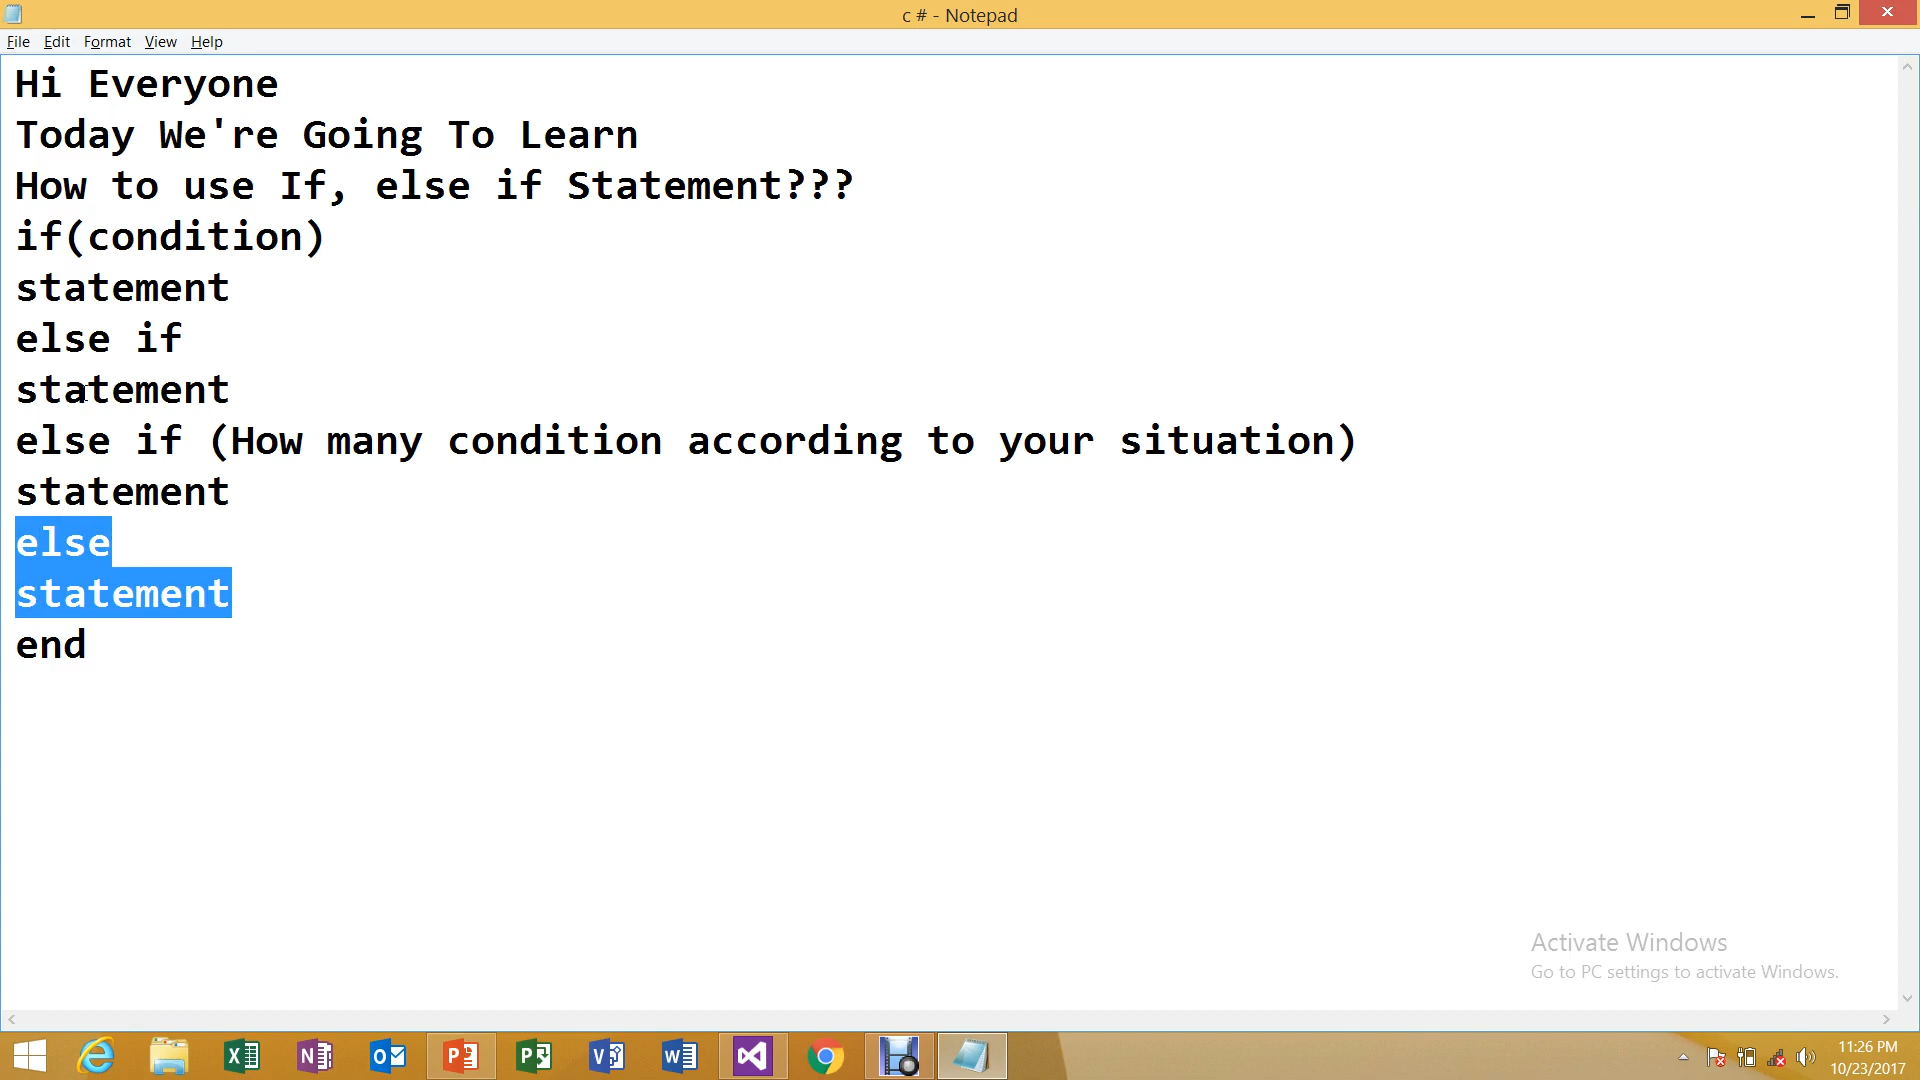 c # - Notepad
File Edit Format View Help
Hi Everyone
Today We're Going To Learn
How to use If, else if Statement???
if(condition)
statement
else if
statement
else if (How many condition according to your situation)
statement
else
statement
end
Activate Windows
Go to PC settings to activate Windows.
11:26 PM
10/23/2017